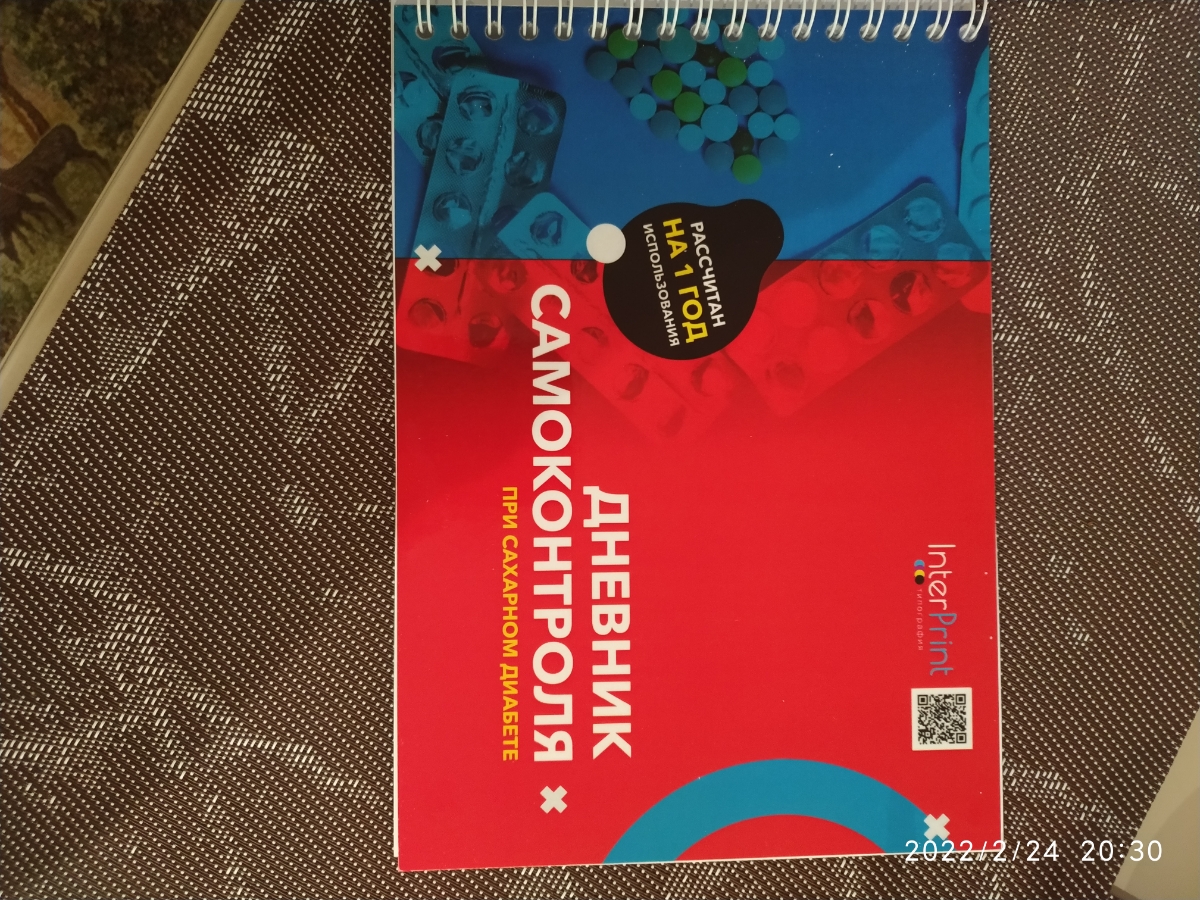 InterPrint
типография
РАССЧИТАН
НА 1 ГОД
ИСПОЛЬЗОВАНИЯ
ДНЕВНИК
САМОКОНТРОЛЯ
ПРИ САХАРНОМ ДИАБЕТЕ
2022/2/24 20:30